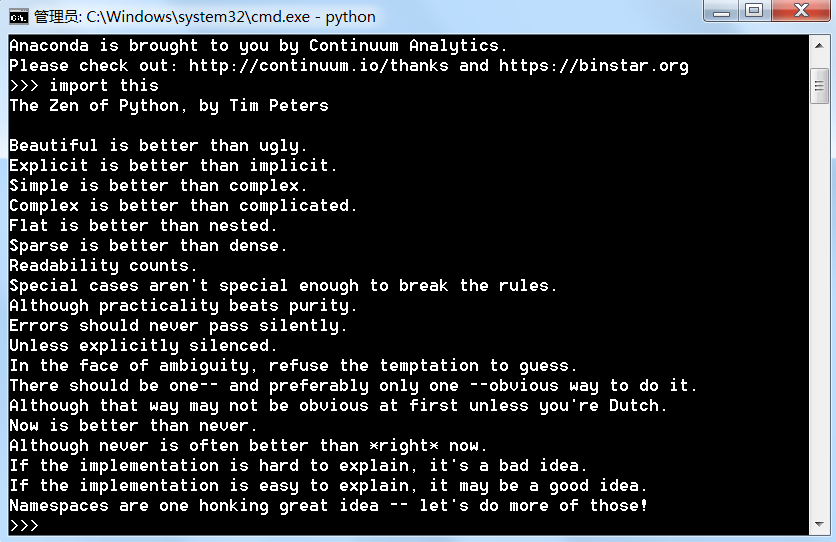 管理员: C:\Windows\system32\cmd.exe - python
Anaconda is brought to you by Continuum Analytics.
Please check out: http://continuum.io/thanks and https://binstar.org
>>> import this
The Zen of Python, by Tim Peters

Beautiful is better than ugly.
Explicit is better than implicit.
Simple is better than complex.
Complex is better than complicated.
Flat is better than nested.
Sparse is better than dense.
Readability counts.
Special cases aren't special enough to break the rules.
Although practicality beats purity.
Errors should never pass silently.
Unless explicitly silenced.
In the face of ambiguity, refuse the temptation to guess.
There should be one-- and preferably only one --obvious way to do it.
Although that way may not be obvious at first unless you're Dutch.
Now is better than never.
Although never is often better than *right* now.
If the implementation is hard to explain, it's a bad idea.
If the implementation is easy to explain, it may be a good idea.
Namespaces are one honking great idea -- let's do more of those!
>>>